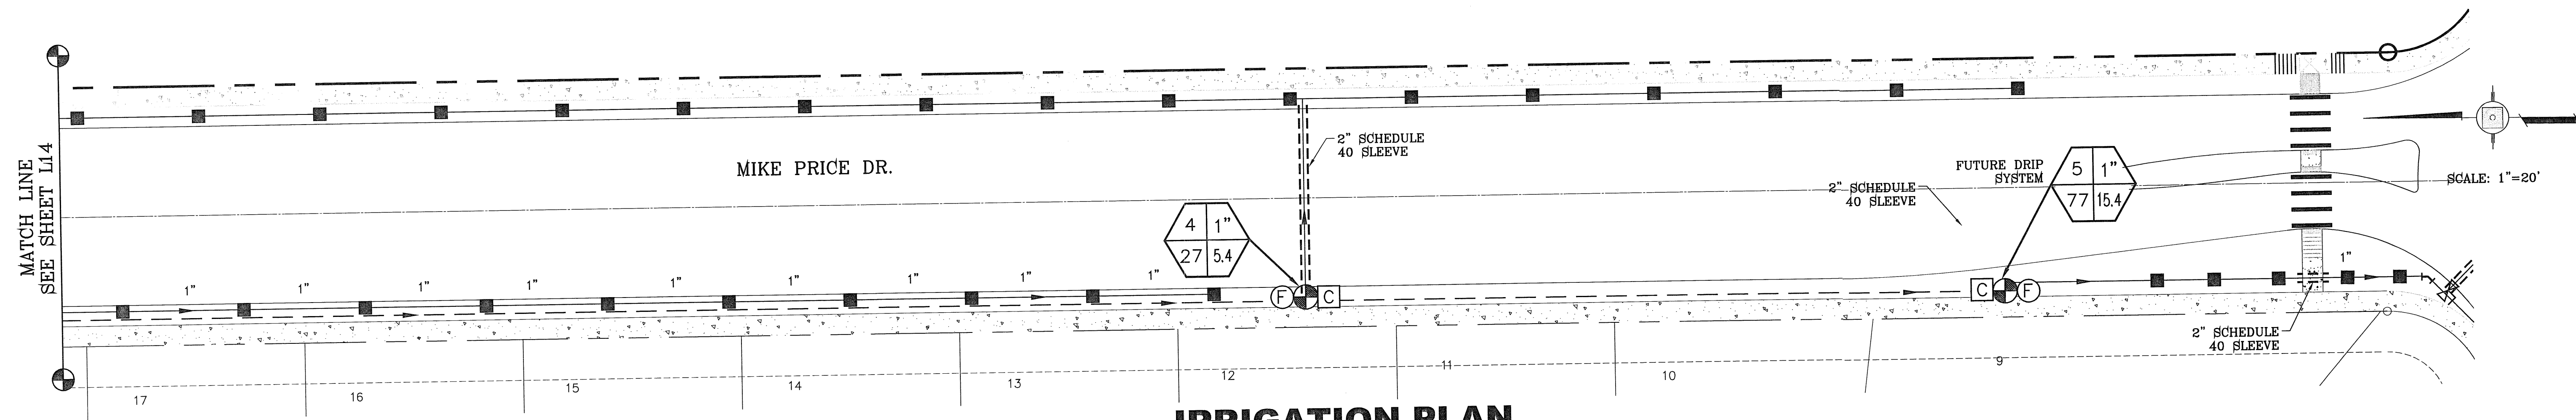 MATCH LINE
SEE SHEET L14
MIKE PRICE DR.
2" SCHEDULE
40 SLEEVE
4 1"
27 5.4
F
C
FUTURE DRIP
SYSTEM
2" SCHEDULE
40 SLEEVE
5 1"
77 15.4
SCALE: 1"=20'
C
F
1"
1"
1"
1"
1"
1"
1"
1"
1"
1"
2" SCHEDULE
40 SLEEVE
17
16
15
14
13
12
11
10
9
IRRIGATION PLAN